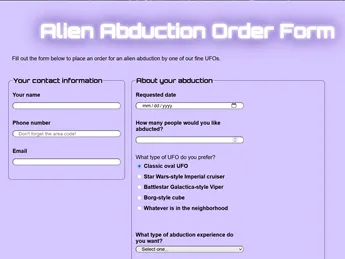 Alien Abduction Order Form
Fill out the form below to place an order for an alien abduction by one of our fine UFOs.
Your contact information
Your name
Phone number
Don't forget the area code!
Email
About your abduction
Requested date
mm/dd/yyyy
How many people would you like
abducted?
What type of UFO do you prefer?
Classic oval UFO
Star Wars-style Imperial cruiser
Battlestar Galactica-style Viper
Borg-style cube
Whatever is in the neighborhood
What type of abduction experience do
you want?
Select one...